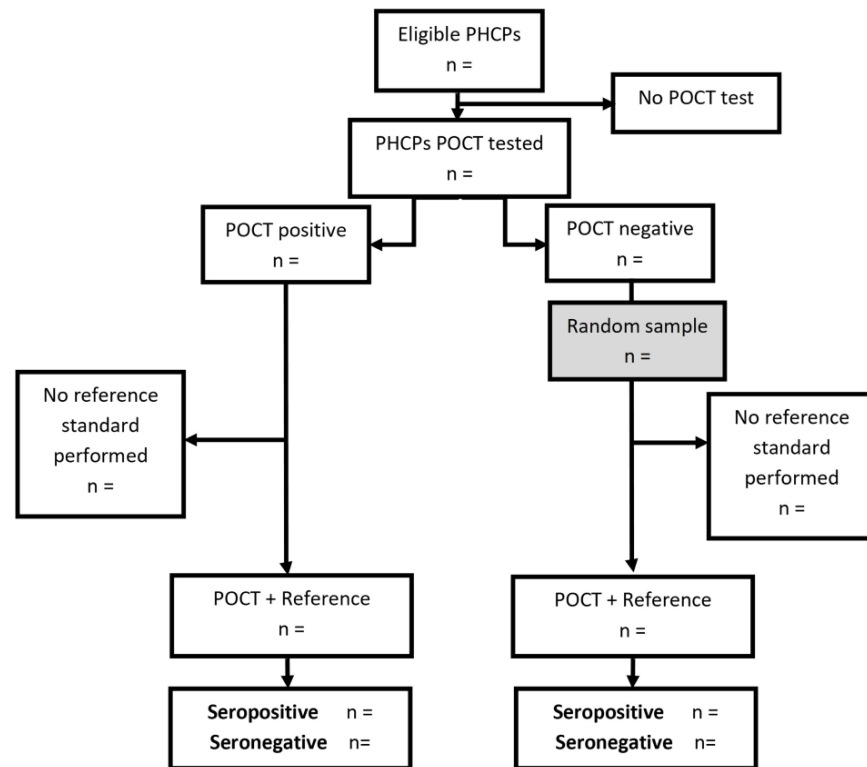 Eligible PHCPs
n =
No POCT test
PHCPs POCT tested
n =
POCT positive
n =
POCT negative
n =
Random sample
n =
No reference
standard
performed
n =
No reference
standard
performed
n =
POCT + Reference
n =
POCT + Reference
n =
Seropositive n =
Seronegative n=
Seropositive n =
Seronegative n=